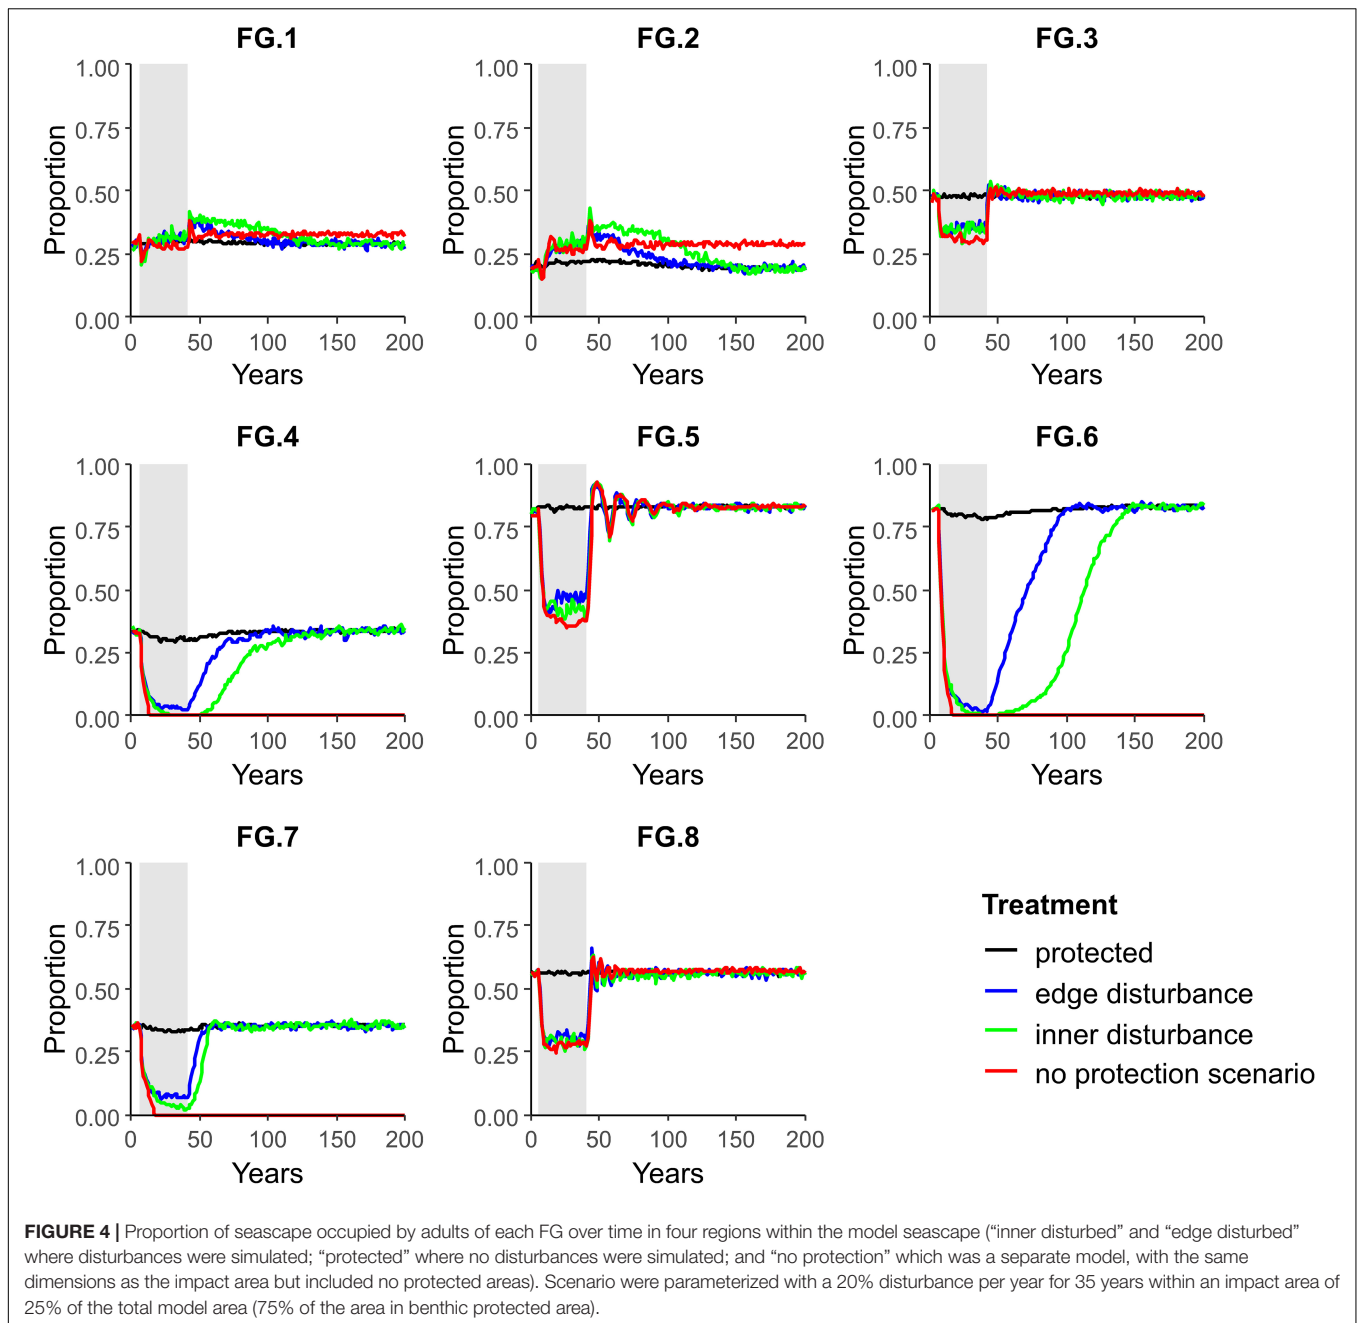 FG.1
1.00
0.75
0.50
0.25
0.00
Proportion
0 50 100 150 200
Years
FG.2
1.00
0.75
0.50
0.25
0.00
Proportion
0 50 100 150 200
Years
FG.3
1.00
0.75
0.50
0.25
0.00
Proportion
0 50 100 150 200
Years
FG.4
1.00
0.75
0.50
0.25
0.00
Proportion
0 50 100 150 200
Years
FG.5
1.00
0.75
0.50
0.25
0.00
Proportion
0 50 100 150 200
Years
FG.6
1.00
0.75
0.50
0.25
0.00
Proportion
0 50 100 150 200
Years
FG.7
1.00
0.75
0.50
0.25
0.00
Proportion
0 50 100 150 200
Years
FG.8
1.00
0.75
0.50
0.25
0.00
Proportion
0 50 100 150 200
Years
Treatment
protected
edge disturbance
inner disturbance
no protection scenario
FIGURE 4 | Proportion of seascape occupied by adults of each FG over time in four regions within the model seascape (“inner disturbed” and “edge disturbed”
where disturbances were simulated; “protected” where no disturbances were simulated; and “no protection” which was a separate model, with the same
dimensions as the impact area but included no protected areas). Scenario were parameterized with a 20% disturbance per year for 35 years within an impact area of
25% of the total model area (75% of the area in benthic protected area).